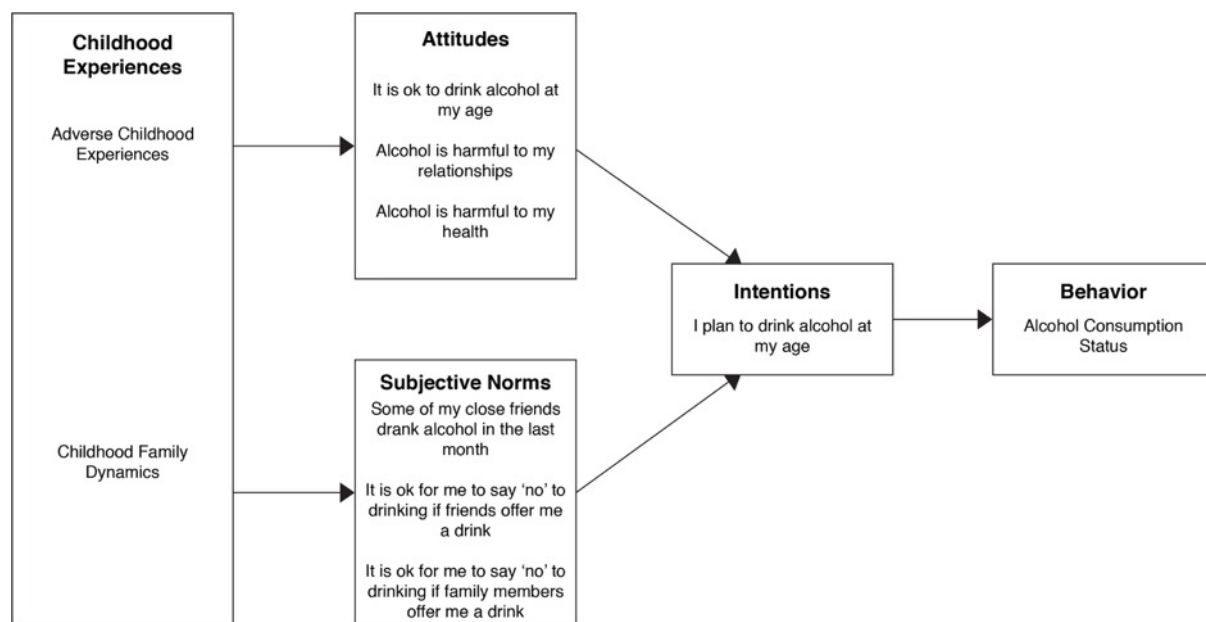 Childhood
Experiences
Adverse Childhood
Experiences
Childhood Family
Dynamics
Attitudes
It is ok to drink alcohol at
my age
Alcohol is harmful to my
relationships
Alcohol is harmful to my
health
Subjective Norms
Some of my close friends
drank alcohol in the last
month
It is ok for me to say ‘no’ to
drinking if friends offer me
a drink
It is ok for me to say ‘no’ to
drinking if family members
offer me a drink
Intentions
I plan to drink alcohol at
my age
Behavior
Alcohol Consumption
Status